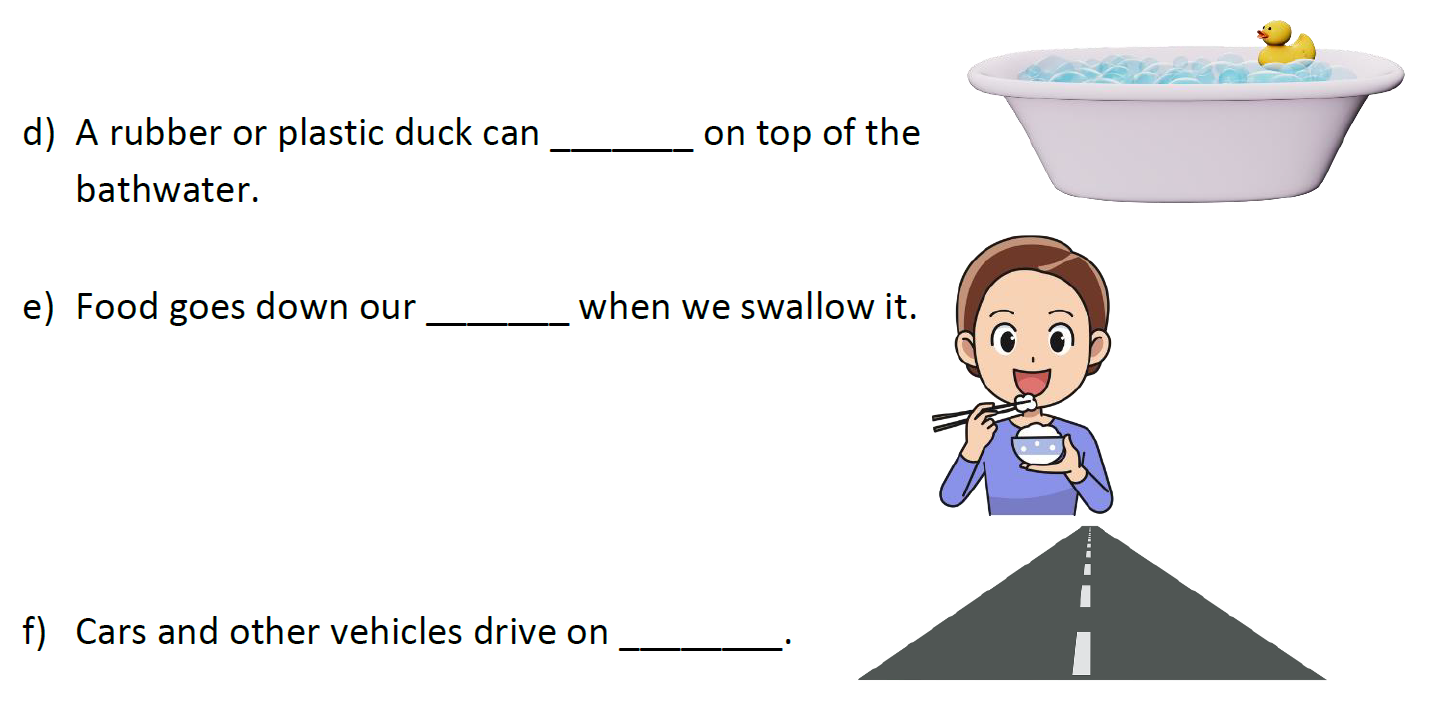 d) A rubber or plastic duck can _______ on top of the
bathwater.
e) Food goes down our _______ when we swallow it.
f) Cars and other vehicles drive on ________.